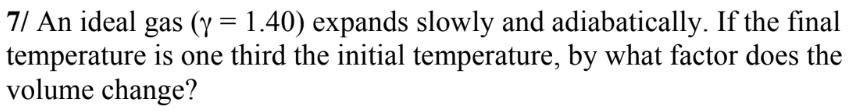 7/ An ideal gas (γ = 1.40) expands slowly and adiabatically. If the final
temperature is one third the initial temperature, by what factor does the
volume change?